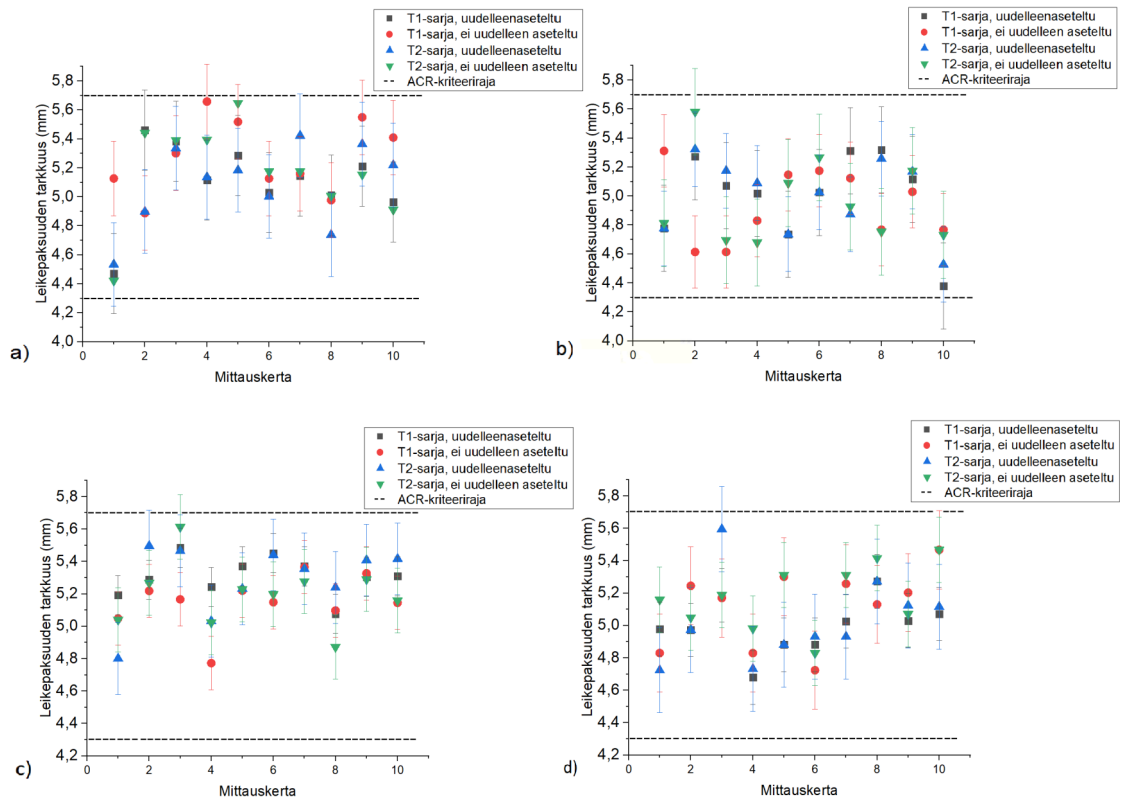 T1-sarja, uudelleenaseteltu
T1-sarja, ei uudelleen aseteltu
T2-sarja, uudelleenaseteltu
T2-sarja, ei uudelleen aseteltu
ACR-kriteeriraja
5,8
5,6
5,4
5,2
5,0
4,8
4,6
4,4
4,2
4,0
Leikepaksuuden tarkkuus (mm)
0 2 4 6 8 10
Mittauskerta
a)
T1-sarja, uudelleenaseteltu
T1-sarja, ei uudelleen aseteltu
T2-sarja, uudelleenaseteltu
T2-sarja, ei uudelleen aseteltu
ACR-kriteeriraja
5,8
5,6
5,4
5,2
5,0
4,8
4,6
4,4
4,2
4,0
Leikepaksuuden tarkkuus (mm)
0 2 4 6 8 10
Mittauskerta
b)
T1-sarja, uudelleenaseteltu
T1-sarja, ei uudelleen aseteltu
T2-sarja, uudelleenaseteltu
T2-sarja, ei uudelleen aseteltu
ACR-kriteeriraja
5,8
5,6
5,4
5,2
5,0
4,8
4,6
4,4
4,2
Leikepaksuuden tarkkuus (mm)
0 2 4 6 8 10
Mittauskerta
c)
T1-sarja, uudelleenaseteltu
T1-sarja, ei uudelleen aseteltu
T2-sarja, uudelleenaseteltu
T2-sarja, ei uudelleen aseteltu
ACR-kriteeriraja
5,8
5,6
5,4
5,2
5,0
4,8
4,6
4,4
4,2
Leikepaksuuden tarkkuus (mm)
0 2 4 6 8 10
Mittauskerta
d)